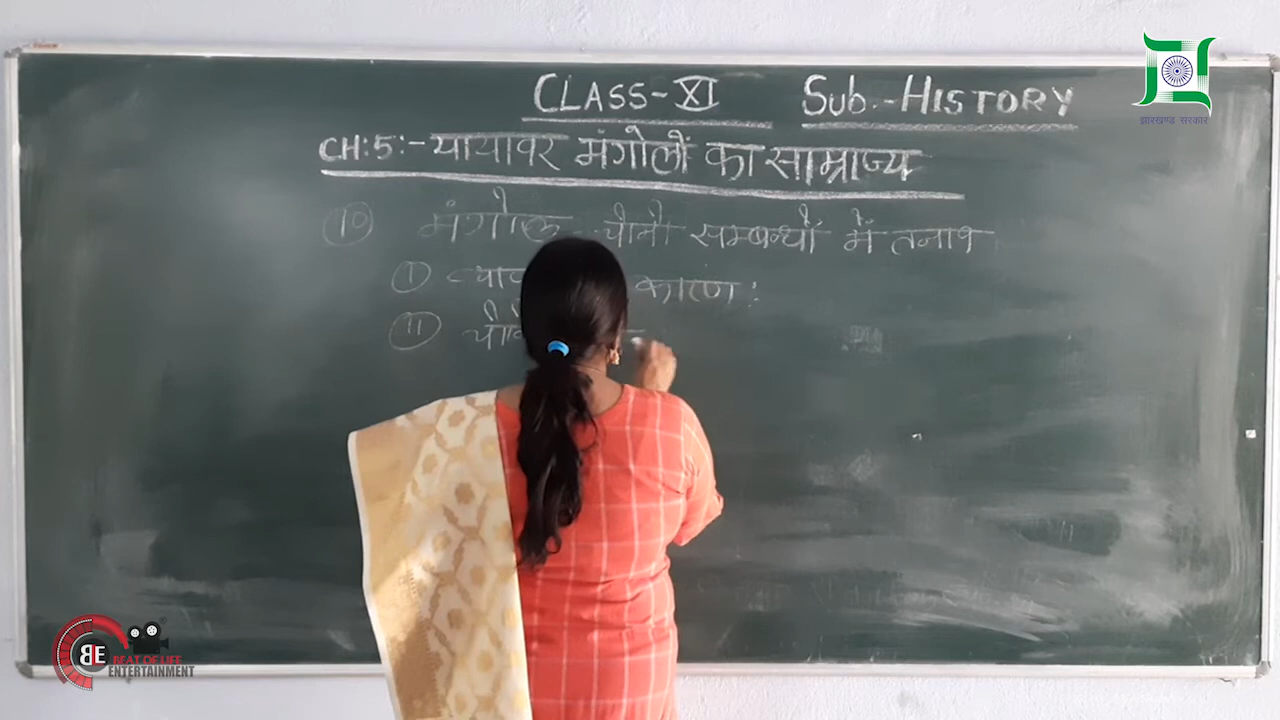 CLASS-XI Sub.-HISTORY
CH:5:- यायावर मंगोलों का साम्राज्य
झारखण्ड सरकार
10 मंगोल - चीनी सम्बन्धों में तनाव
I कारण:
II
BE BEAT OF LIFE
ENTERTAINMENT